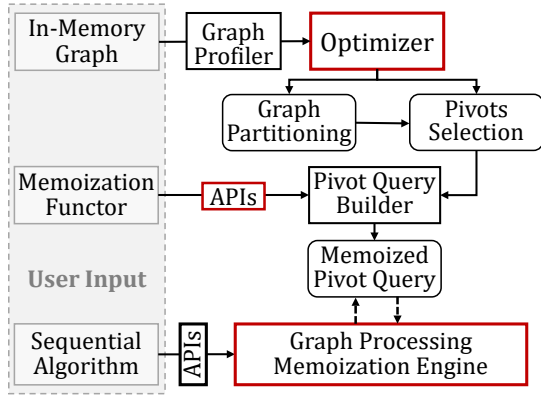 In-Memory
Graph
Graph
Profiler
Optimizer
Graph
Partitioning
Pivots
Selection
Memoization
Functor
APIs
Pivot Query
Builder
Memoized
Pivot Query
User Input
Sequential
Algorithm
APIs
Graph Processing
Memoization Engine